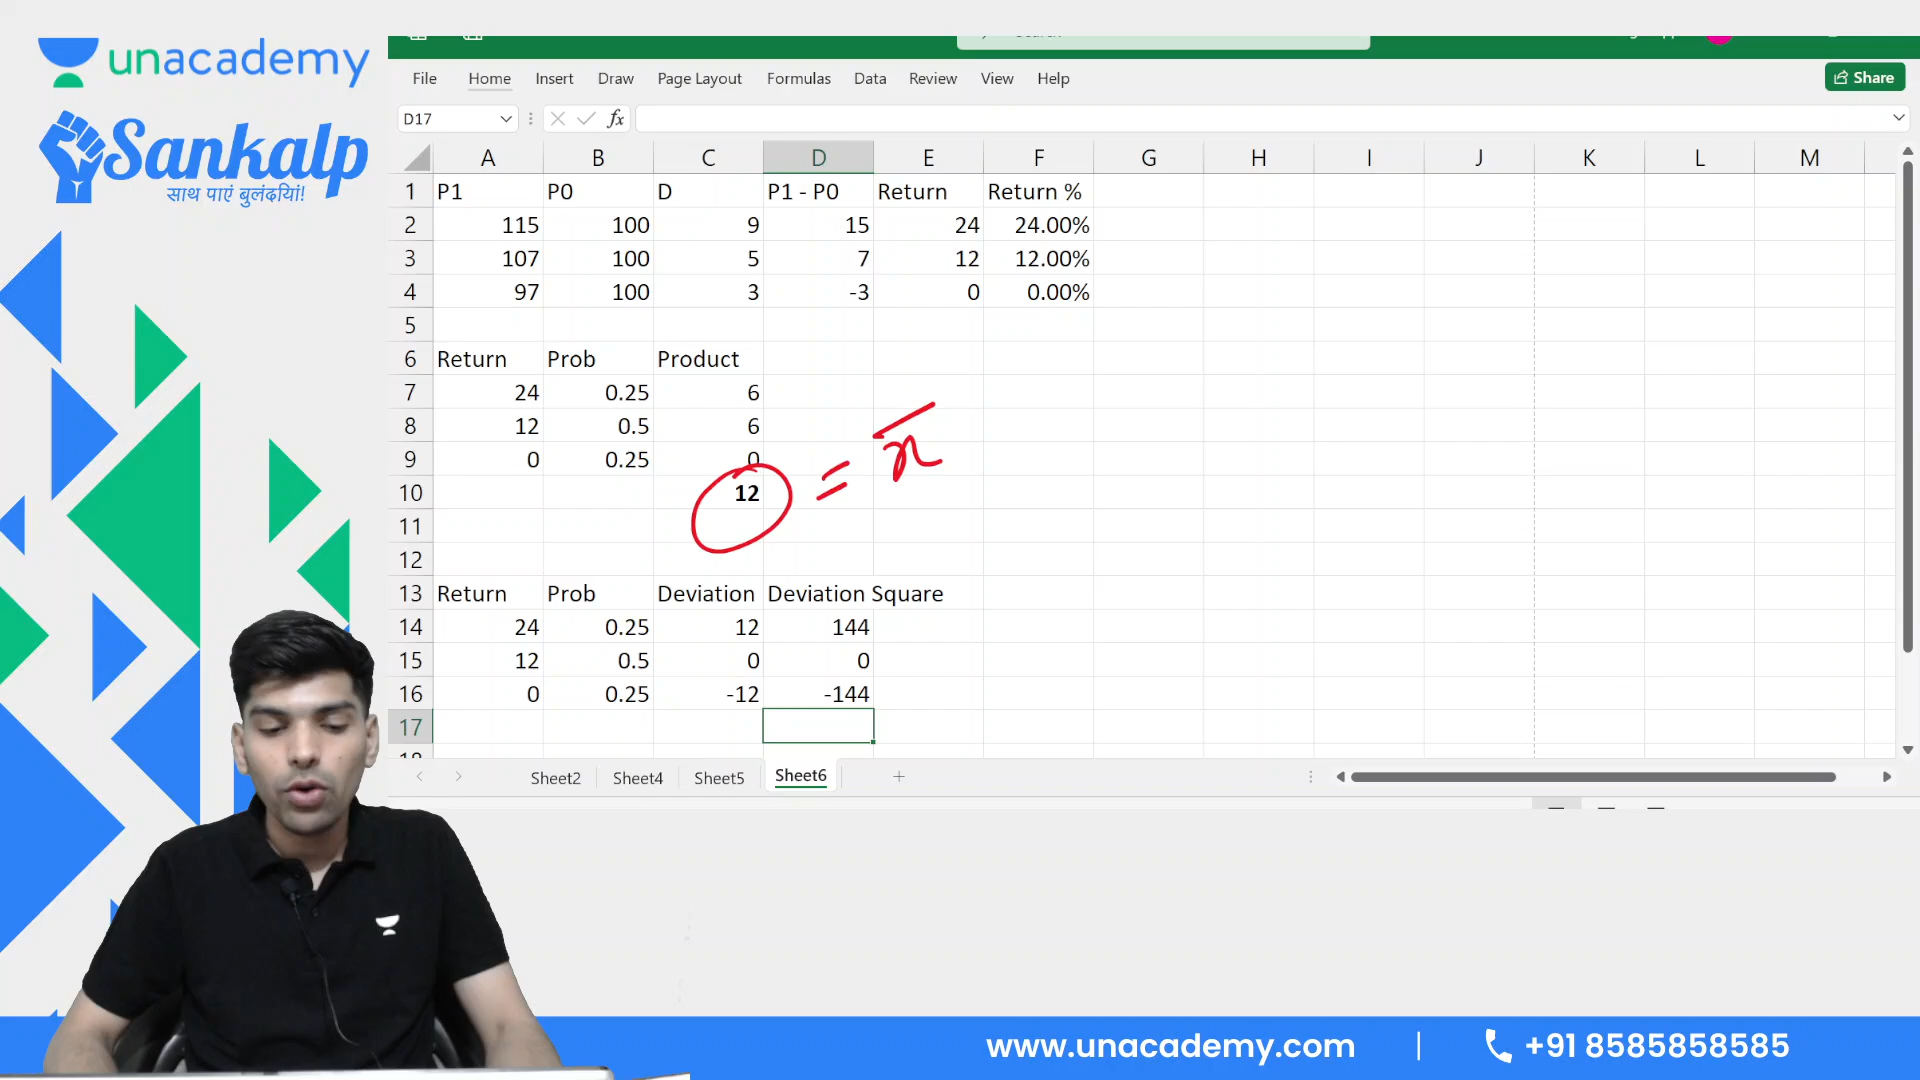 unacademy
Sankalp
साथ पाएं बुलंदियां!
File Home Insert Draw Page Layout Formulas Data Review View Help
Share
D17 fx
A B C D E F G H I J K L M
1 P1 P0 D P1 - P0 Return Return %
2 115 100 9 15 24 24.00%
3 107 100 5 7 12 12.00%
4 97 100 3 -3 0 0.00%
5
6 Return Prob Product
7 24 0.25 6
8 12 0.5 6
9 0 0.25 0
10 12 = x̄
11
12
13 Return Prob Deviation Deviation Square
14 24 0.25 12 144
15 12 0.5 0 0
16 0 0.25 -12 -144
17
Sheet2 Sheet4 Sheet5 Sheet6
www.unacademy.com | +91 8585858585